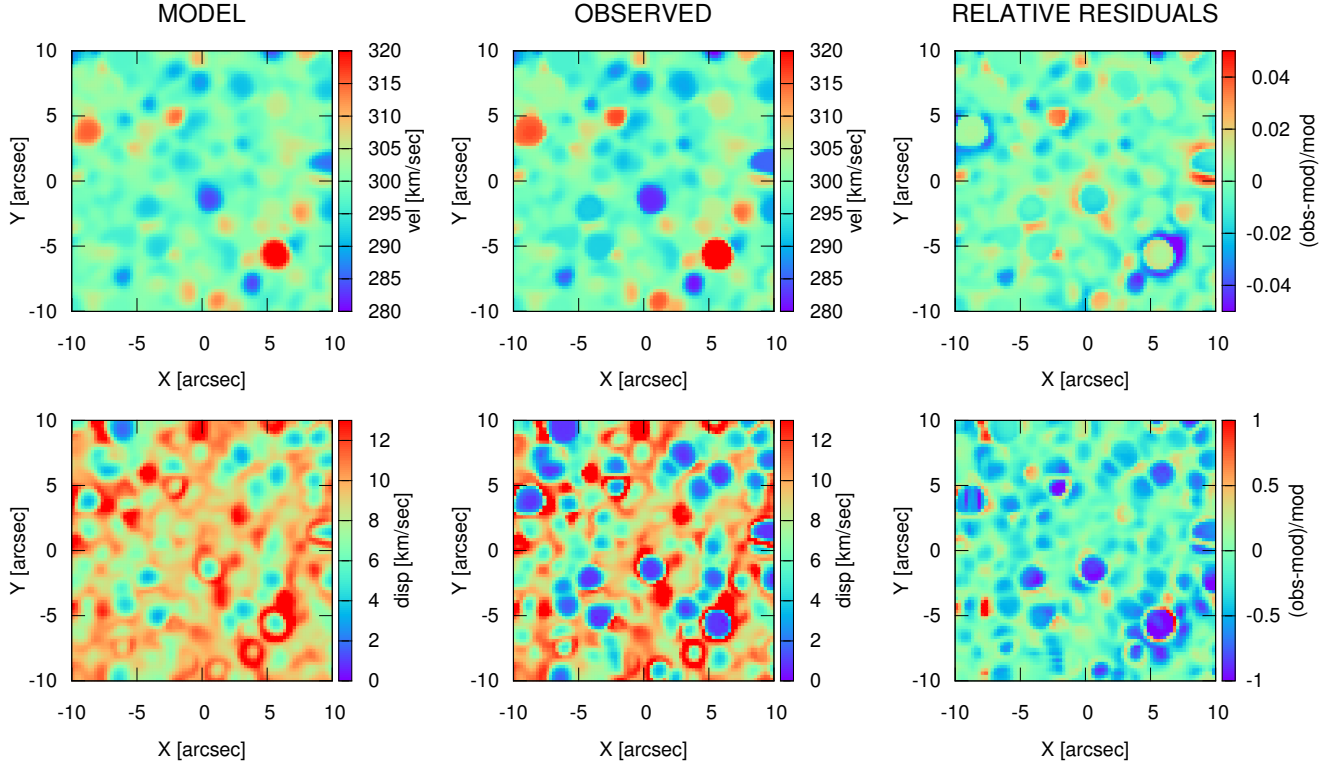 MODEL
OBSERVED
RELATIVE RESIDUALS
10
5
0
-5
-10
-10 -5 0 5 10
X [arcsec]
Y [arcsec]
320
315
310
305
300
295
290
285
280
vel [km/sec]
10
5
0
-5
-10
-10 -5 0 5 10
X [arcsec]
Y [arcsec]
320
315
310
305
300
295
290
285
280
vel [km/sec]
10
5
0
-5
-10
-10 -5 0 5 10
X [arcsec]
Y [arcsec]
0.04
0.02
0
-0.02
-0.04
(obs-mod)/mod
10
5
0
-5
-10
-10 -5 0 5 10
X [arcsec]
Y [arcsec]
12
10
8
6
4
2
0
disp [km/sec]
10
5
0
-5
-10
-10 -5 0 5 10
X [arcsec]
Y [arcsec]
12
10
8
6
4
2
0
disp [km/sec]
10
5
0
-5
-10
-10 -5 0 5 10
X [arcsec]
Y [arcsec]
1
0.5
0
-0.5
-1
(obs-mod)/mod